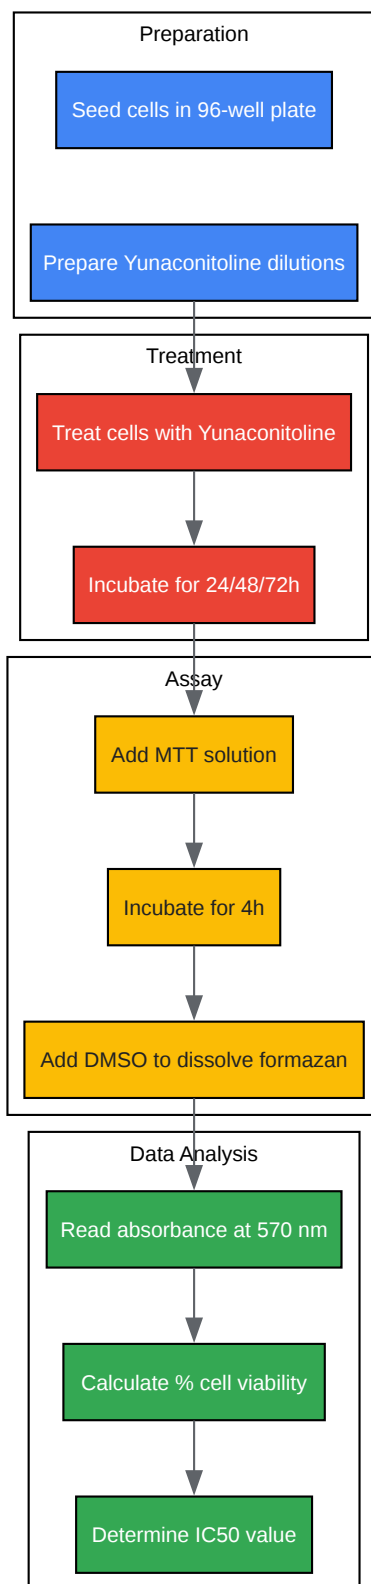 Preparation
Seed cells in 96-well plate
Prepare Yunaconitoline dilutions
Treatment
Treat cells with Yunaconitoline
Incubate for 24/48/72h
Assay
Add MTT solution
Incubate for 4h
Add DMSO to dissolve formazan
Data Analysis
Read absorbance at 570 nm
Calculate % cell viability
Determine IC50 value